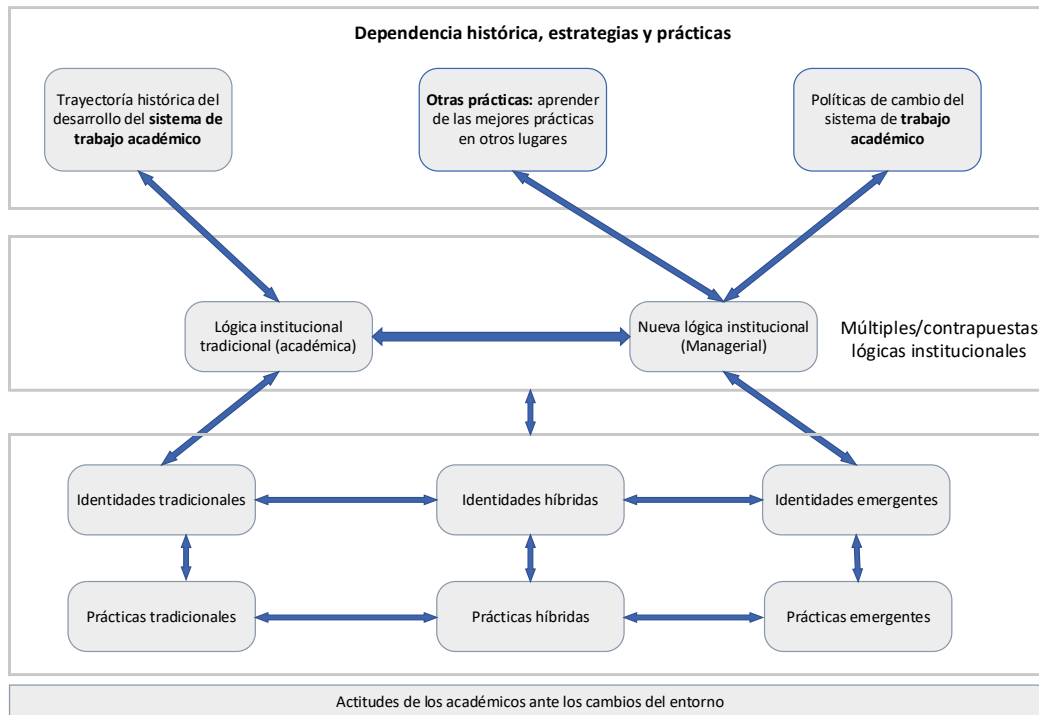 Dependencia histórica, estrategias y prácticas
Trayectoría histórica del
desarrollo del sistema de
trabajo académico
Otras prácticas: aprender
de las mejores prácticas
en otros lugares
Políticas de cambio del
sistema de trabajo
académico
Lógica institucional
tradicional (académica)
Nueva lógica institucional
(Managerial)
Múltiples/contrapuestas
lógicas institucionales
Identidades tradicionales
Identidades híbridas
Identidades emergentes
Prácticas tradicionales
Prácticas híbridas
Prácticas emergentes
Actitudes de los académicos ante los cambios del entorno